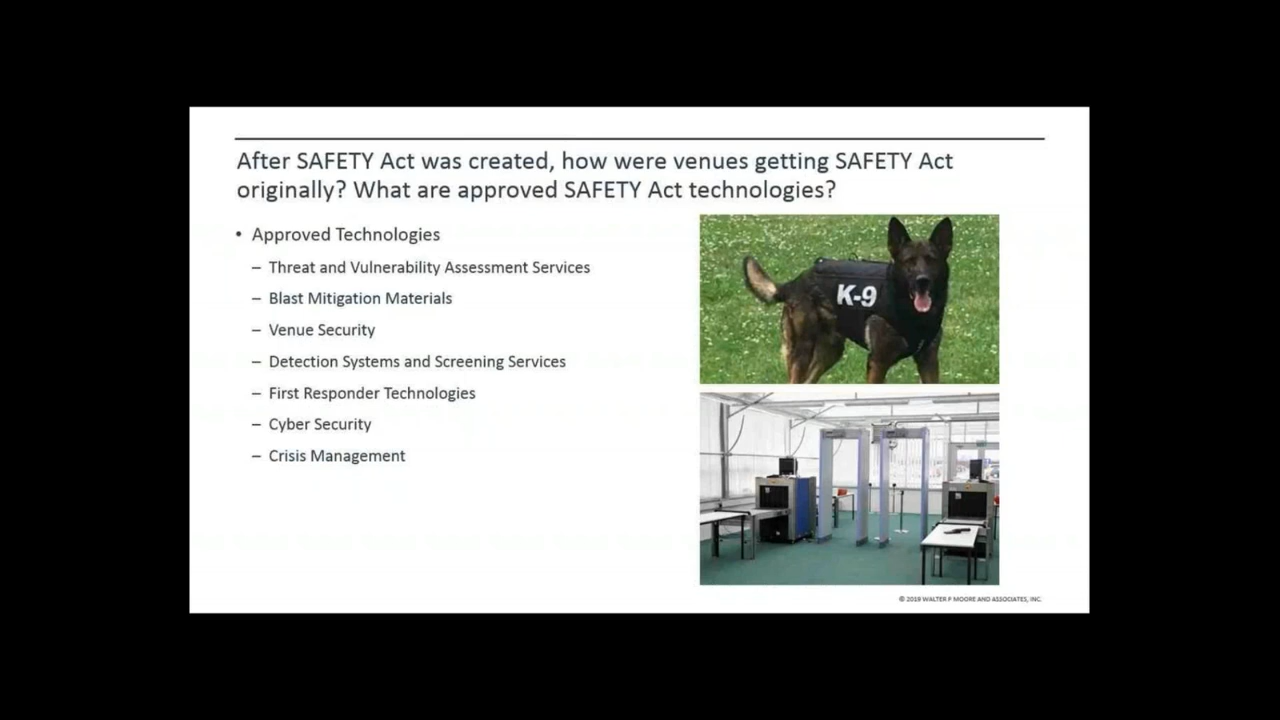 After SAFETY Act was created, how were venues getting SAFETY Act
originally? What are approved SAFETY Act technologies?
• Approved Technologies
– Threat and Vulnerability Assessment Services
– Blast Mitigation Materials
– Venue Security
– Detection Systems and Screening Services
– First Responder Technologies
– Cyber Security
– Crisis Management
K-9
© 2019 WALTER P MOORE AND ASSOCIATES, INC.